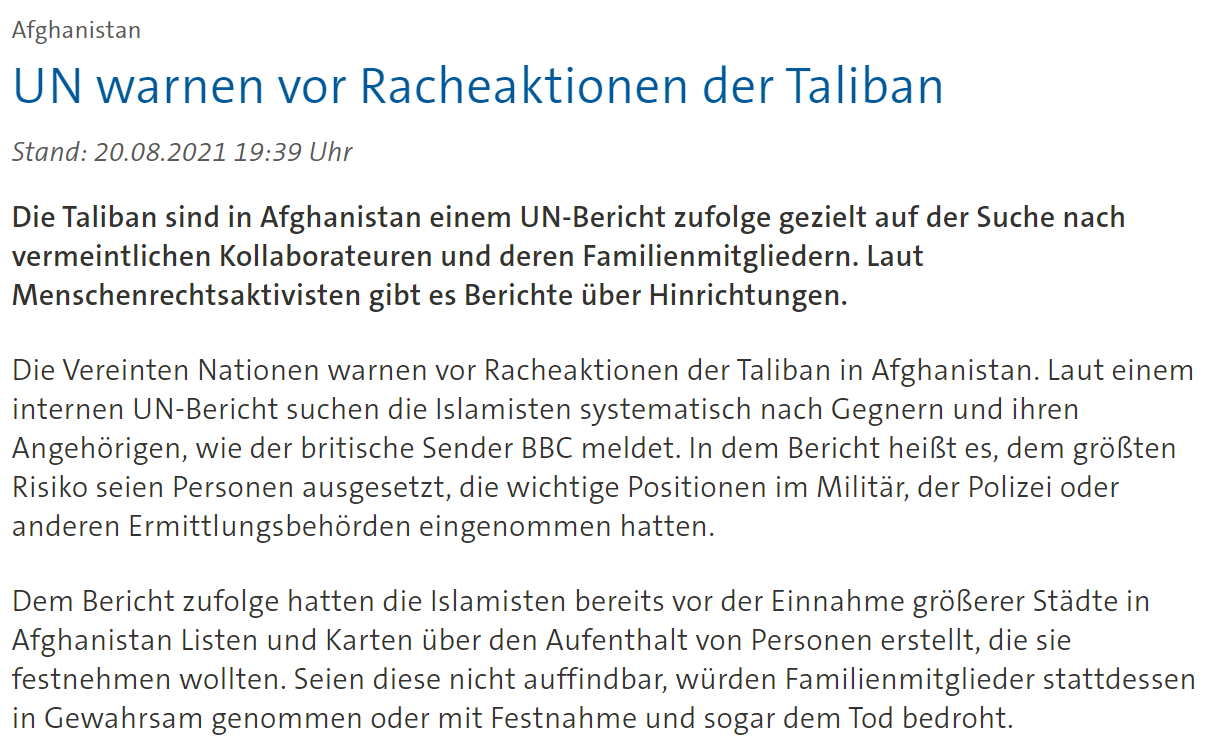 Afghanistan
UN warnen vor Racheaktionen der Taliban
Stand: 20.08.2021 19:39 Uhr
Die Taliban sind in Afghanistan einem UN-Bericht zufolge gezielt auf der Suche nach
vermeintlichen Kollaborateuren und deren Familienmitgliedern. Laut
Menschenrechtsaktivisten gibt es Berichte über Hinrichtungen.
Die Vereinten Nationen warnen vor Racheaktionen der Taliban in Afghanistan. Laut einem
internen UN-Bericht suchen die Islamisten systematisch nach Gegnern und ihren
Angehörigen, wie der britische Sender BBC meldet. In dem Bericht heißt es, dem größten
Risiko seien Personen ausgesetzt, die wichtige Positionen im Militär, der Polizei oder
anderen Ermittlungsbehörden eingenommen hatten.
Dem Bericht zufolge hatten die Islamisten bereits vor der Einnahme größerer Städte in
Afghanistan Listen und Karten über den Aufenthalt von Personen erstellt, die sie
festnehmen wollten. Seien diese nicht auffindbar, würden Familienmitglieder stattdessen
in Gewahrsam genommen oder mit Festnahme und sogar dem Tod bedroht.